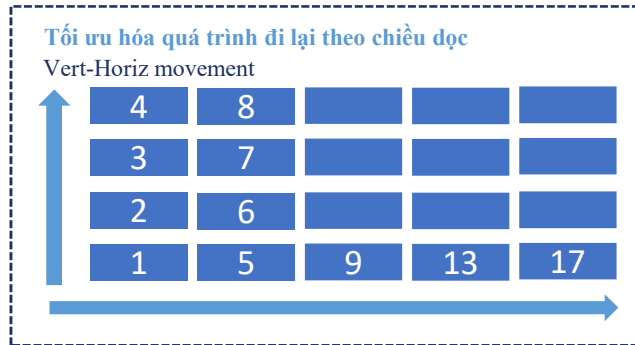 Tối ưu hóa quá trình đi lại theo chiều dọc
Vert-Horiz movement
4 8
3 7
2 6
1 5 9 13 17